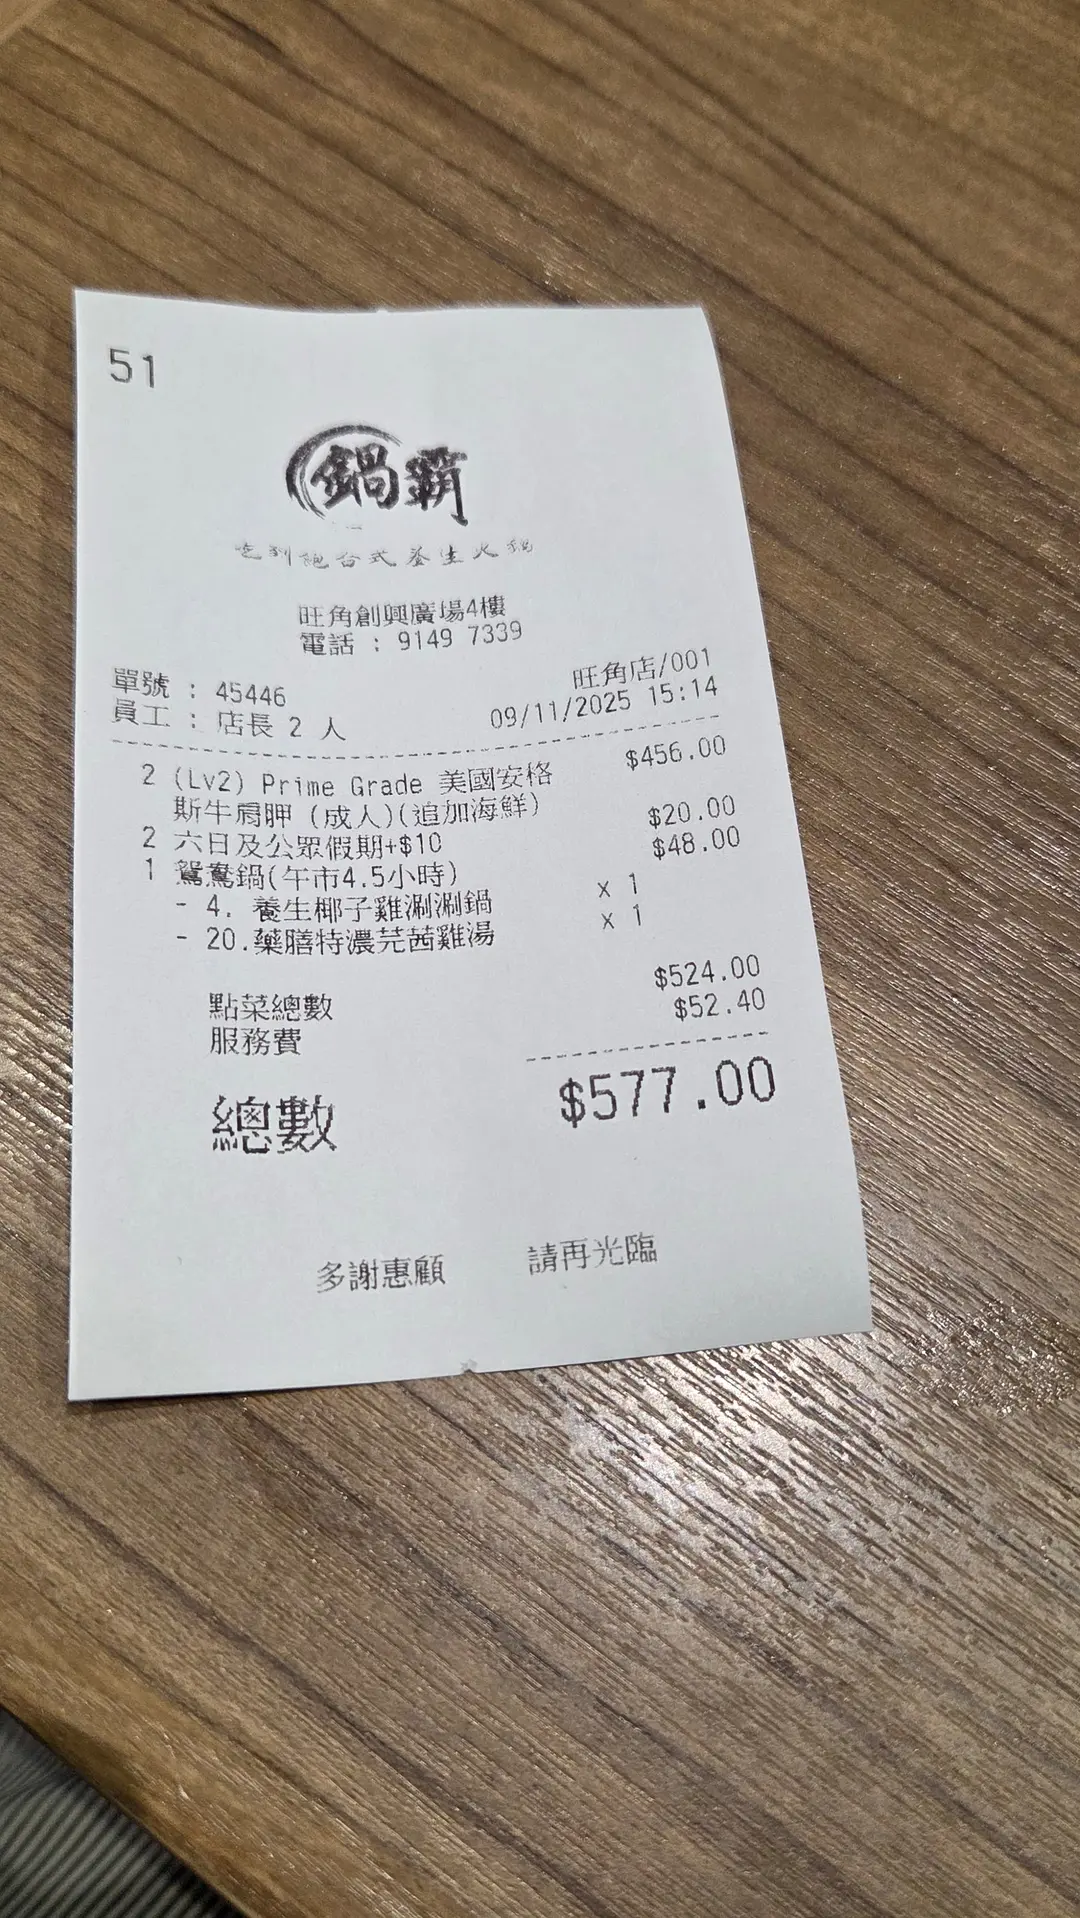 51
鍋霸
吃到飽台式養生火鍋
旺角創興廣場4樓
電話 : 9149 7339
單號 : 45446 旺角店/001
員工 : 店長 2 人 09/11/2025 15:14
2 (Lv2) Prime Grade 美國安格 $456.00
斯牛肩胛 (成人)(追加海鮮)
2 六日及公眾假期+$10 $20.00
1 鴛鴦鍋(午市4.5小時) $48.00
- 4. 養生椰子雞涮涮鍋 x 1
- 20.藥膳特濃芫茜雞湯 x 1
點菜總數 $524.00
服務費 $52.40
總數 $577.00
多謝惠顧 請再光臨